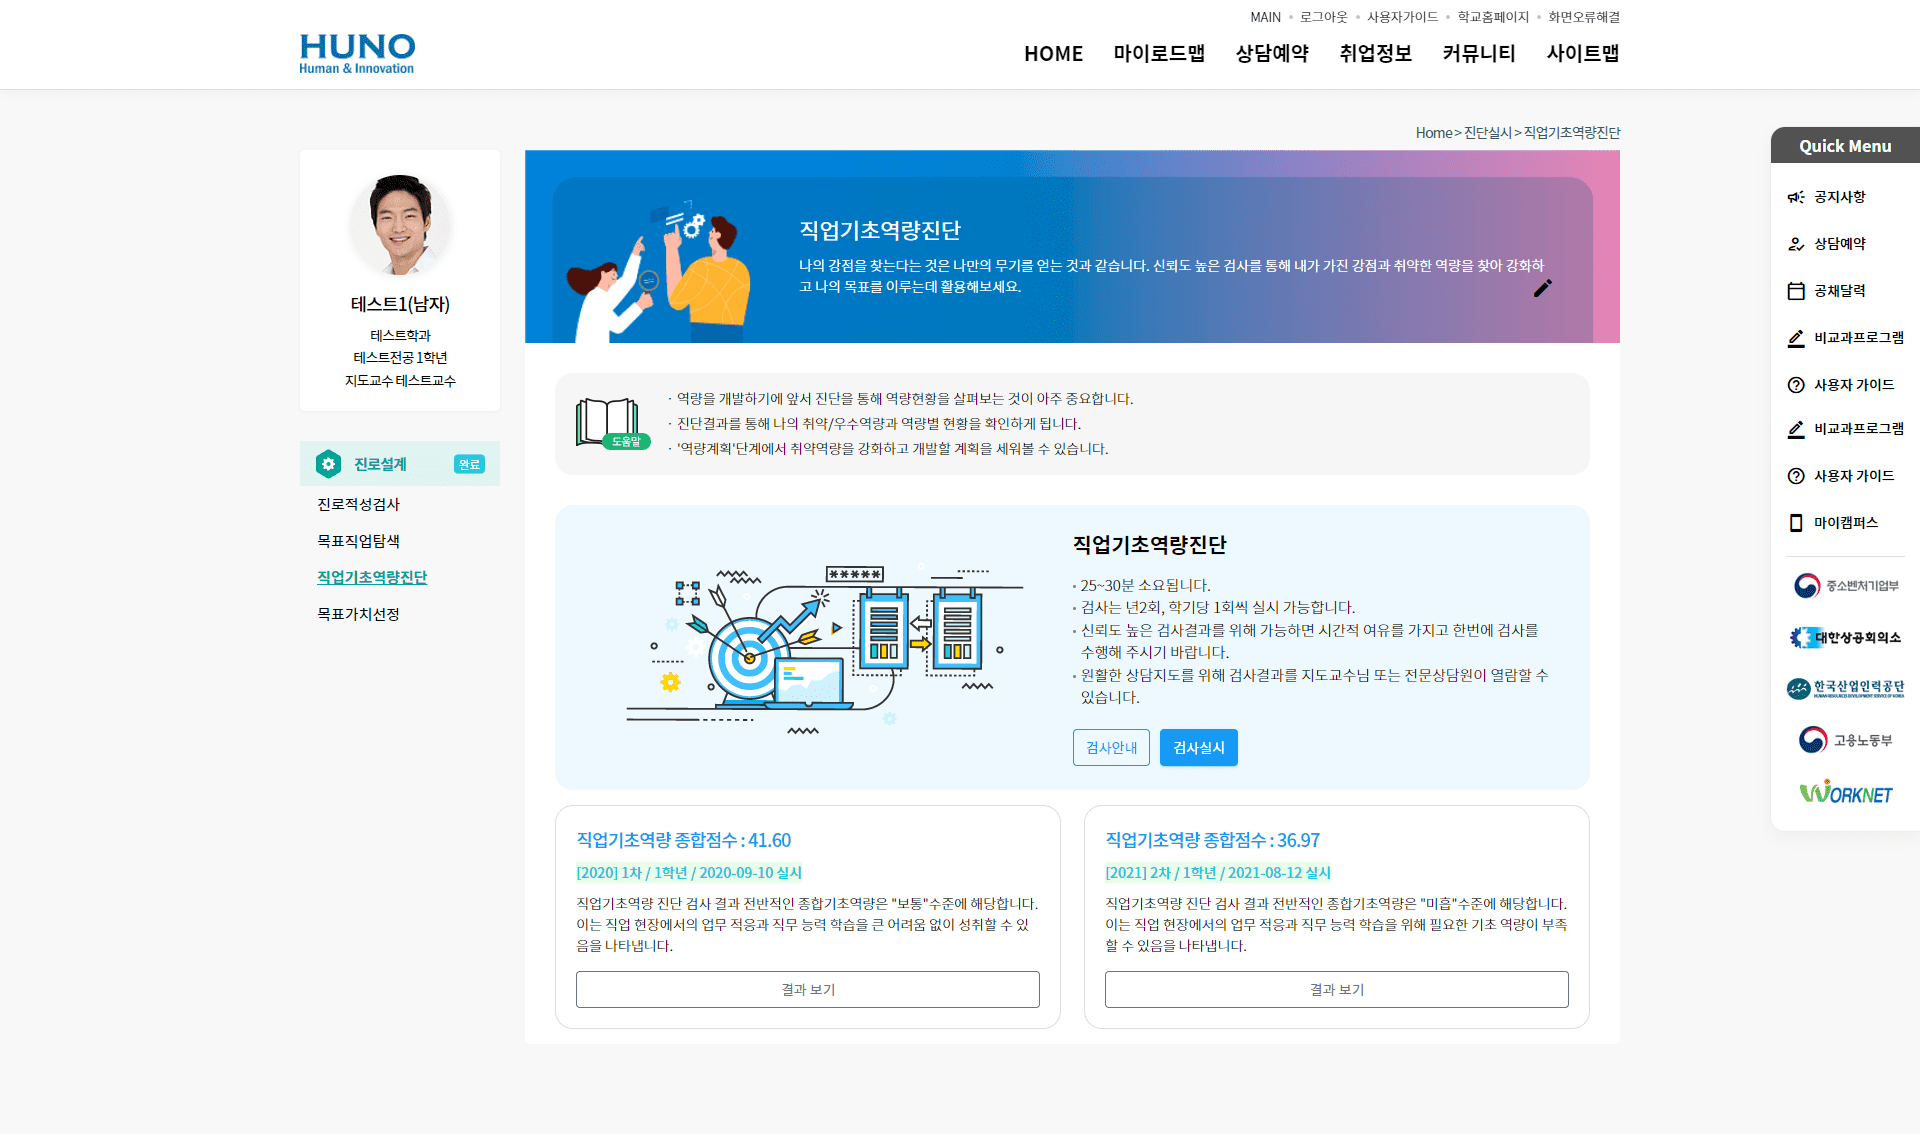 MAIN 로그아웃 사용자가이드 학교홈페이지 화면오류해결
HUNO
Human & Innovation
HOME 마이로드맵 상담예약 취업정보 커뮤니티 사이트맵
Home > 진단실시 > 직업기초역량진단
테스트1(남자)
테스트학과
테스트전공 1학년
지도교수 테스트교수
진로설계 완료
진로적성검사
목표직업탐색
직업기초역량진단
목표가치선정
직업기초역량진단
나의 강점을 찾는다는 것은 나만의 무기를 얻는 것과 같습니다. 신뢰도 높은 검사를 통해 내가 가진 강점과 취약한 역량을 찾아 강화하
고 나의 목표를 이루는데 활용해보세요.
도움말
· 역량을 개발하기에 앞서 진단을 통해 역량현황을 살펴보는 것이 아주 중요합니다.
· 진단결과를 통해 나의 취약/우수역량과 역량별 현황을 확인하게 됩니다.
· '역량계획'단계에서 취약역량을 강화하고 개발할 계획을 세워볼 수 있습니다.
*****
직업기초역량진단
• 25~30분 소요됩니다.
• 검사는 년2회, 학기당 1회씩 실시 가능합니다.
• 신뢰도 높은 검사결과를 위해 가능하면 시간적 여유를 가지고 한번에 검사를
수행해 주시기 바랍니다.
• 원활한 상담지도를 위해 검사결과를 지도교수님 또는 전문상담원이 열람할 수
있습니다.
검사안내 검사실시
직업기초역량 종합점수 : 41.60
[2020] 1차 / 1학년 / 2020-09-10 실시
직업기초역량 진단 검사 결과 전반적인 종합기초역량은 "보통"수준에 해당합니다.
이는 직업 현장에서의 업무 적응과 직무 능력 학습을 큰 어려움 없이 성취할 수 있
음을 나타냅니다.
결과 보기
직업기초역량 종합점수 : 36.97
[2021] 2차 / 1학년 / 2021-08-12 실시
직업기초역량 진단 검사 결과 전반적인 종합기초역량은 "미흡"수준에 해당합니다.
이는 직업 현장에서의 업무 적응과 직무 능력 학습을 위해 필요한 기초 역량이 부족
할 수 있음을 나타냅니다.
결과 보기
Quick Menu
공지사항
상담예약
공채달력
비교과프로그램
사용자 가이드
비교과프로그램
사용자 가이드
마이캠퍼스
중소벤처기업부
대한상공회의소
한국산업인력공단
HUMAN RESOURCES DEVELOPMENT SERVICE OF KOREA
고용노동부
WORKNET